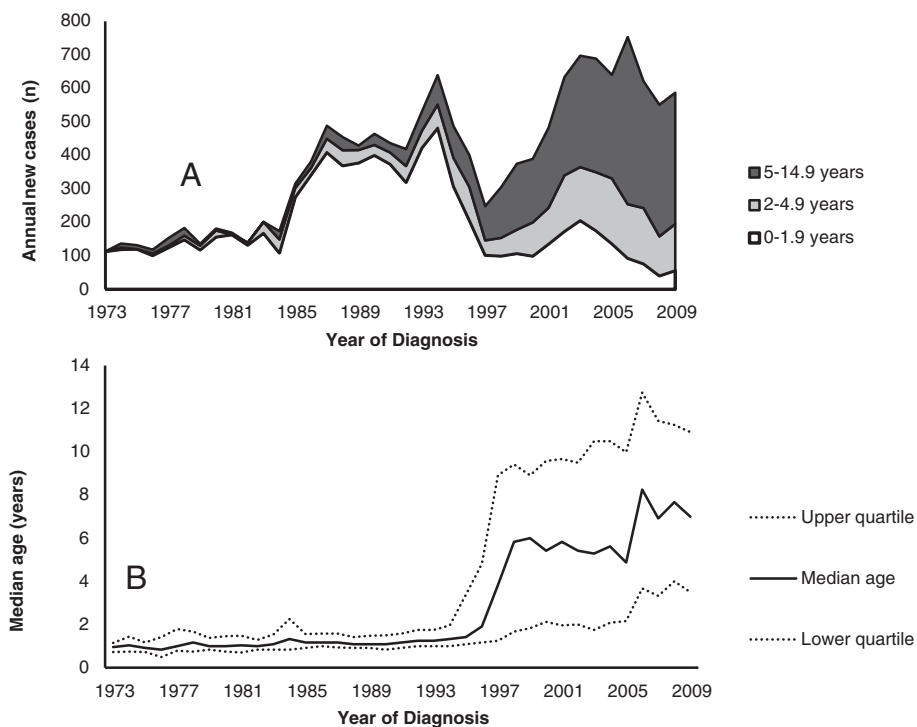 800
700
600
500
400
300
200
100
0
Annual new cases (n)
A
1973 1977 1981 1985 1989 1993 1997 2001 2005 2009
Year of Diagnosis
5-14.9 years
2-4.9 years
0-1.9 years
14
12
10
8
6
4
2
0
Median age (years)
B
1973 1977 1981 1985 1989 1993 1997 2001 2005 2009
Year of Diagnosis
Upper quartile
Median age
Lower quartile